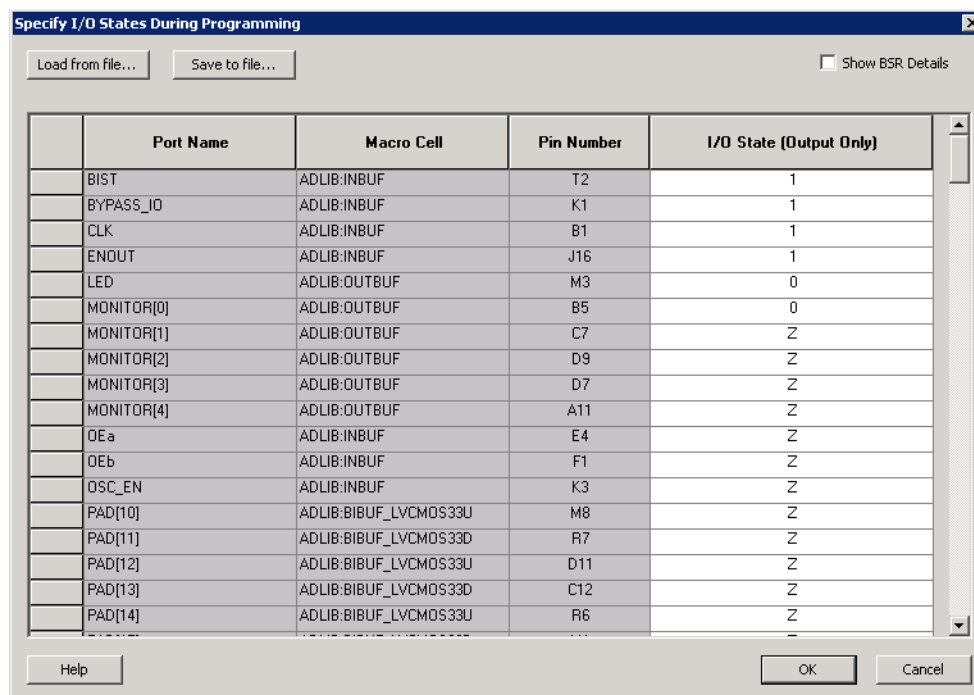 Specify I/O States During Programming
Load from file... Save to file... Show BSR Details
Port Name Macro Cell Pin Number I/O State (Output Only)
BIST ADLIB:INBUF T2 1
BYPASS_IO ADLIB:INBUF K1 1
CLK ADLIB:INBUF B1 1
ENOUT ADLIB:INBUF J16 1
LED ADLIB:OUTBUF M3 0
MONITOR[0] ADLIB:OUTBUF B5 0
MONITOR[1] ADLIB:OUTBUF C7 Z
MONITOR[2] ADLIB:OUTBUF D9 Z
MONITOR[3] ADLIB:OUTBUF D7 Z
MONITOR[4] ADLIB:OUTBUF A11 Z
OEa ADLIB:INBUF E4 Z
OEb ADLIB:INBUF F1 Z
OSC_EN ADLIB:INBUF K3 Z
PAD[10] ADLIB:BIBUF_LVCMOS33U M8 Z
PAD[11] ADLIB:BIBUF_LVCMOS33D R7 Z
PAD[12] ADLIB:BIBUF_LVCMOS33U D11 Z
PAD[13] ADLIB:BIBUF_LVCMOS33D C12 Z
PAD[14] ADLIB:BIBUF_LVCMOS33U R6 Z
Help OK Cancel